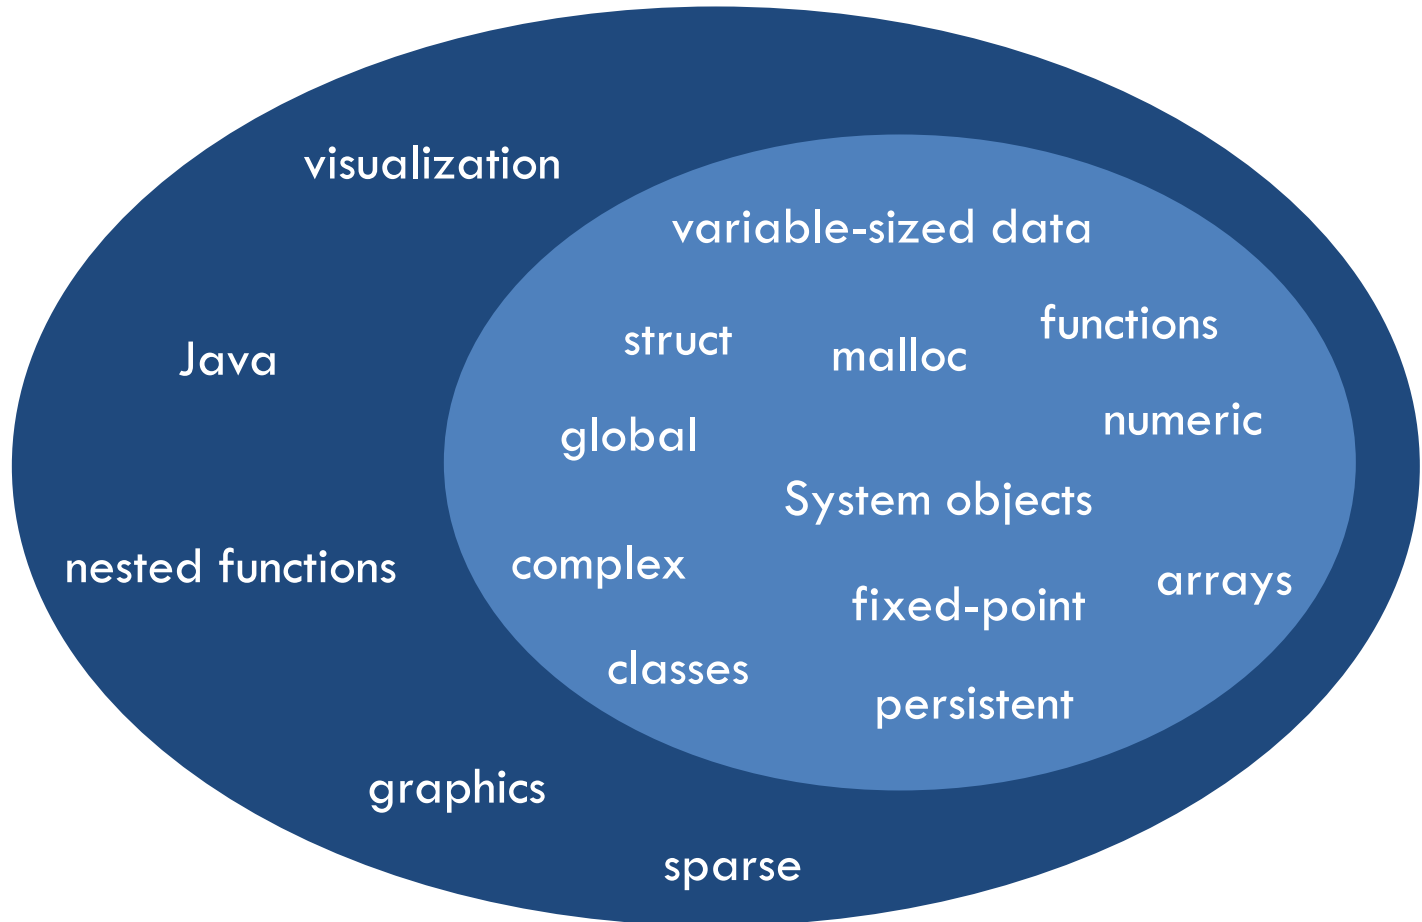 visualization
variable-sized data
functions
struct
malloc
Java
numeric
global
System objects
nested functions
complex
arrays
fixed-point
classes
persistent
graphics
sparse